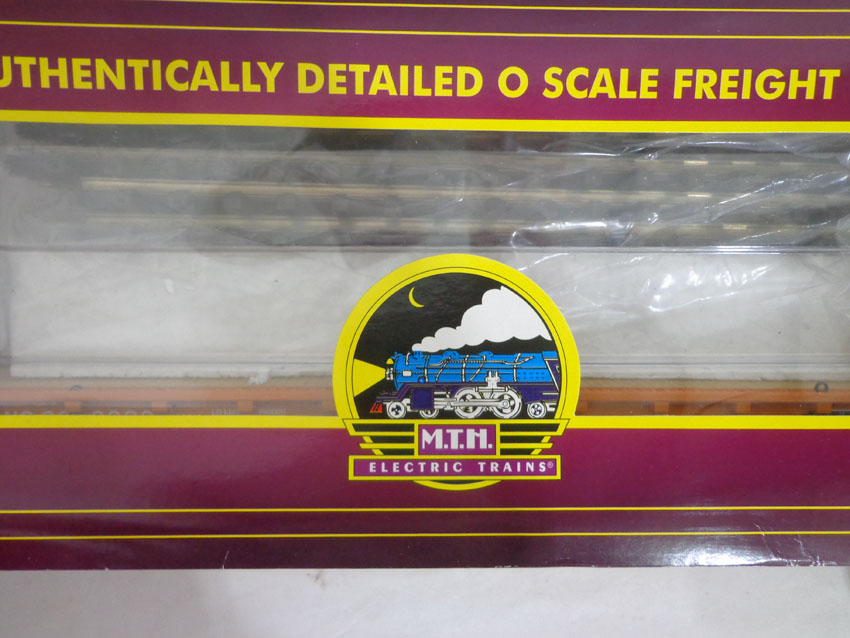 UTHENTICALLY DETAILED O SCALE FREIGHT
M.T.H.
ELECTRIC TRAINS®